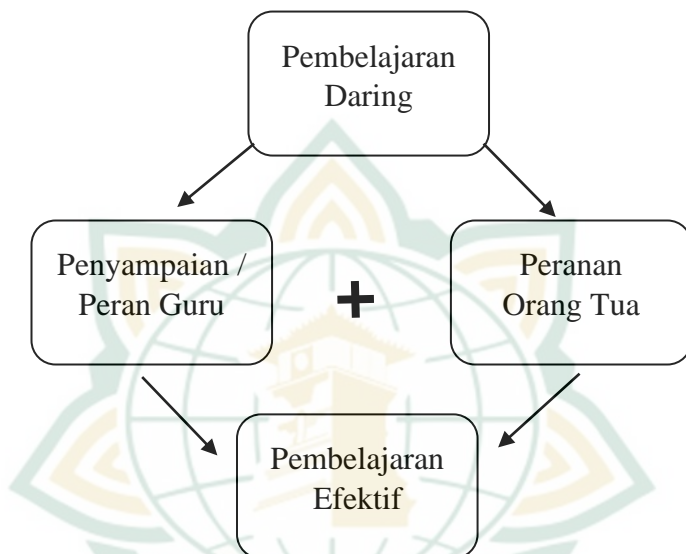 Pembelajaran
Daring
Penyampaian /
Peran Guru
+
Peranan
Orang Tua
Pembelajaran
Efektif